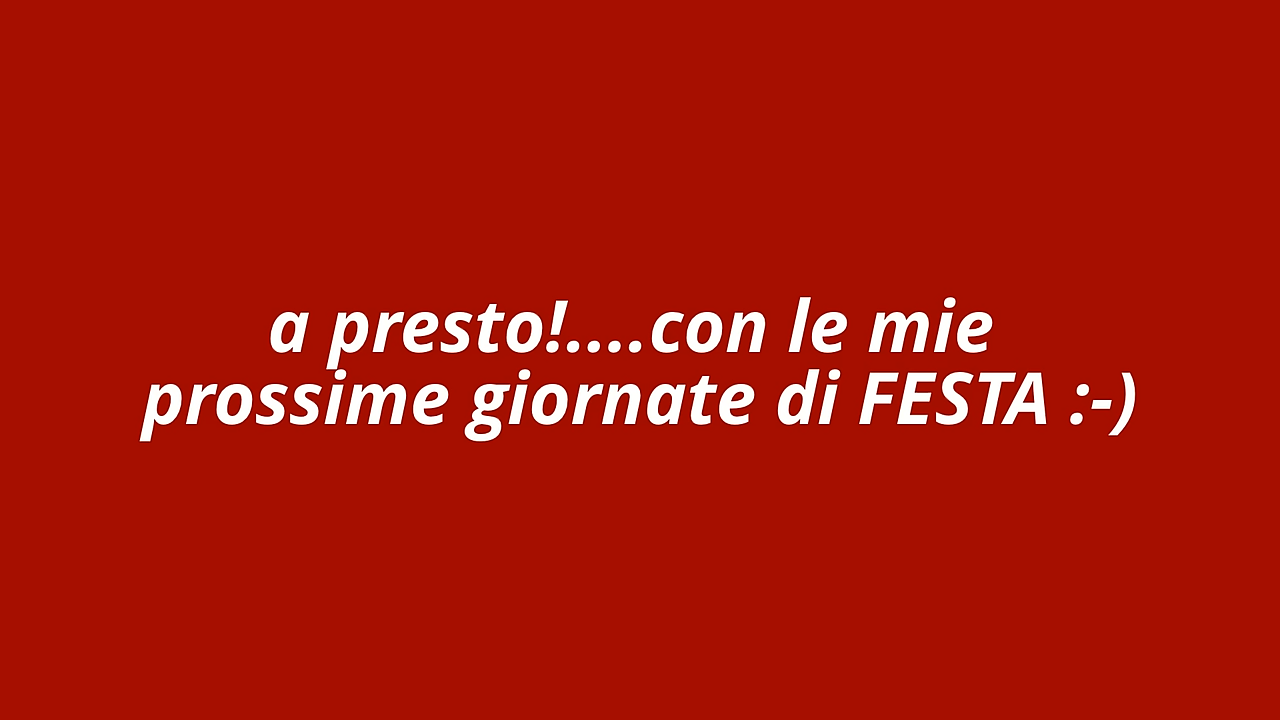 a presto!....con le mie
prossime giornate di FESTA :-)